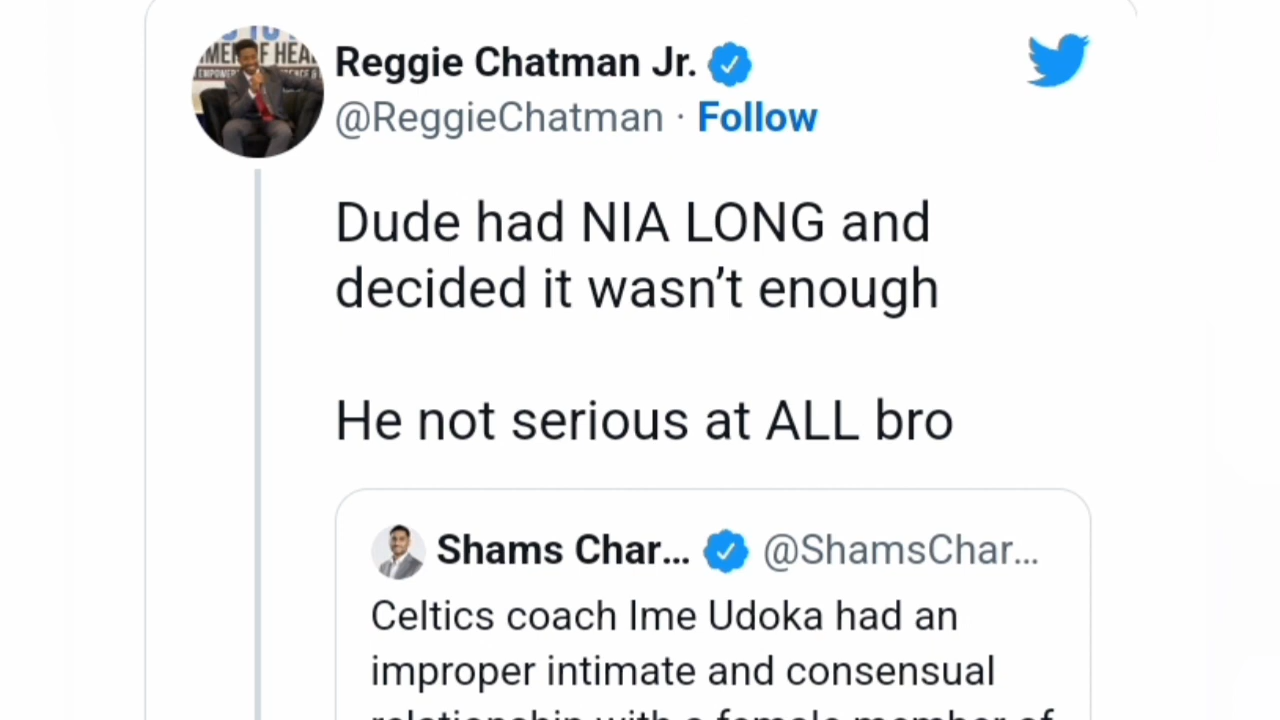 Reggie Chatman Jr.
@ReggieChatman · Follow
Dude had NIA LONG and
decided it wasn’t enough
He not serious at ALL bro
Shams Char...
@ShamsChar...
Celtics coach Ime Udoka had an
improper intimate and consensual
relationship with a female member of